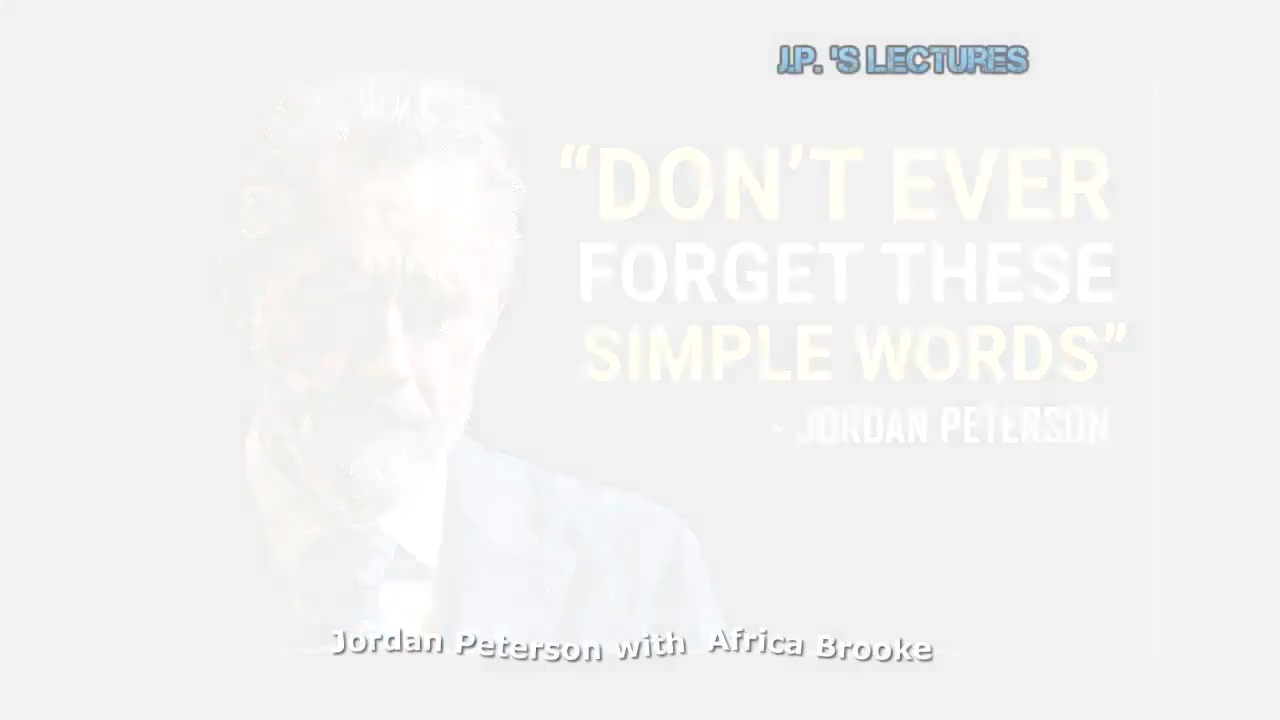 J.P. 'S LECTURES
“DON’T EVER
FORGET THESE
SIMPLE WORDS”
- JORDAN PETERSON
Jordan Peterson with Africa Brooke